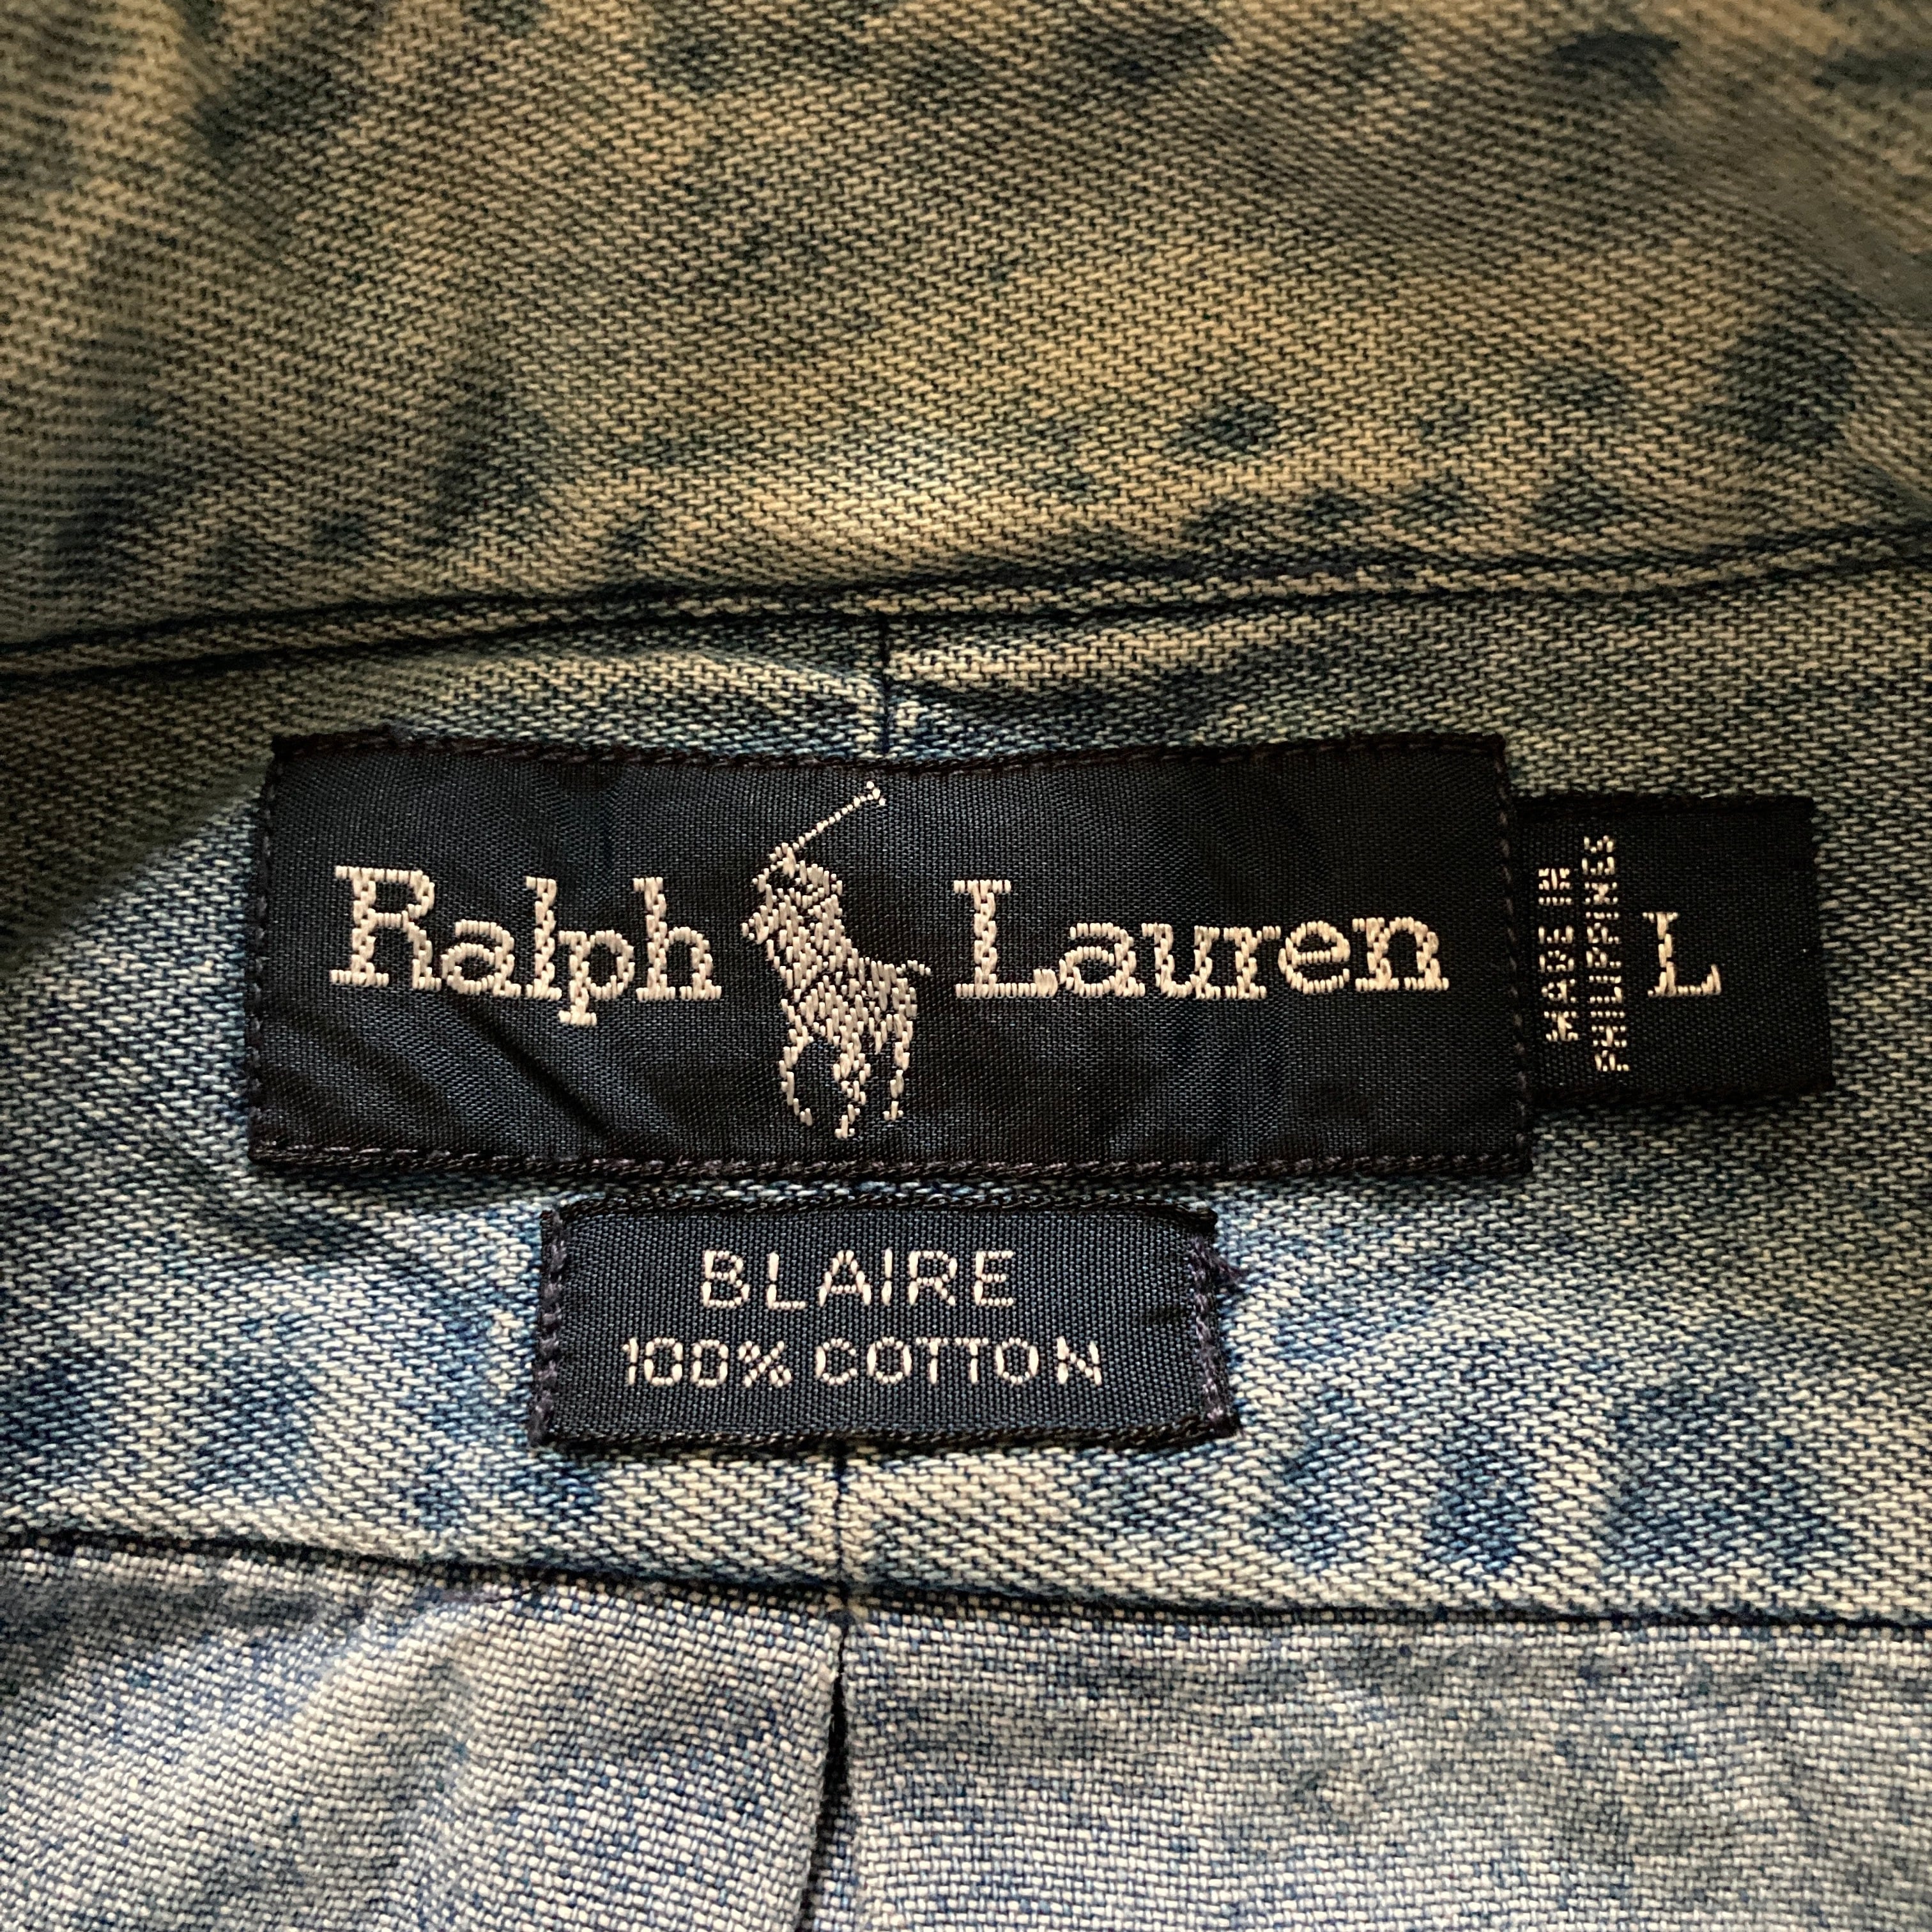 Ralph Lauren
MADE IN
PHILIPPINES
L
BLAIRE
100% COTTON